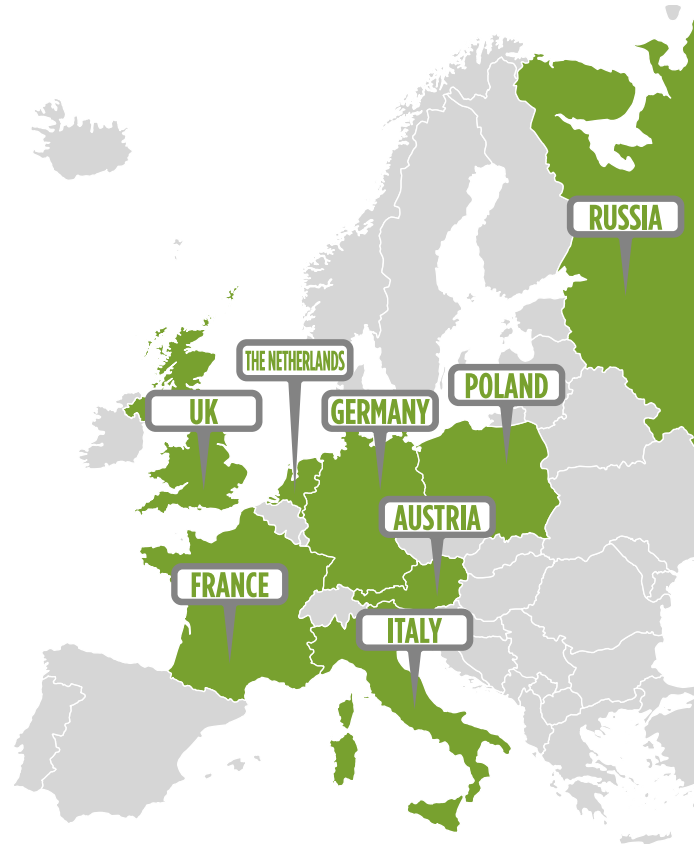 RUSSIA
THE NETHERLANDS
POLAND
UK
GERMANY
AUSTRIA
FRANCE
ITALY